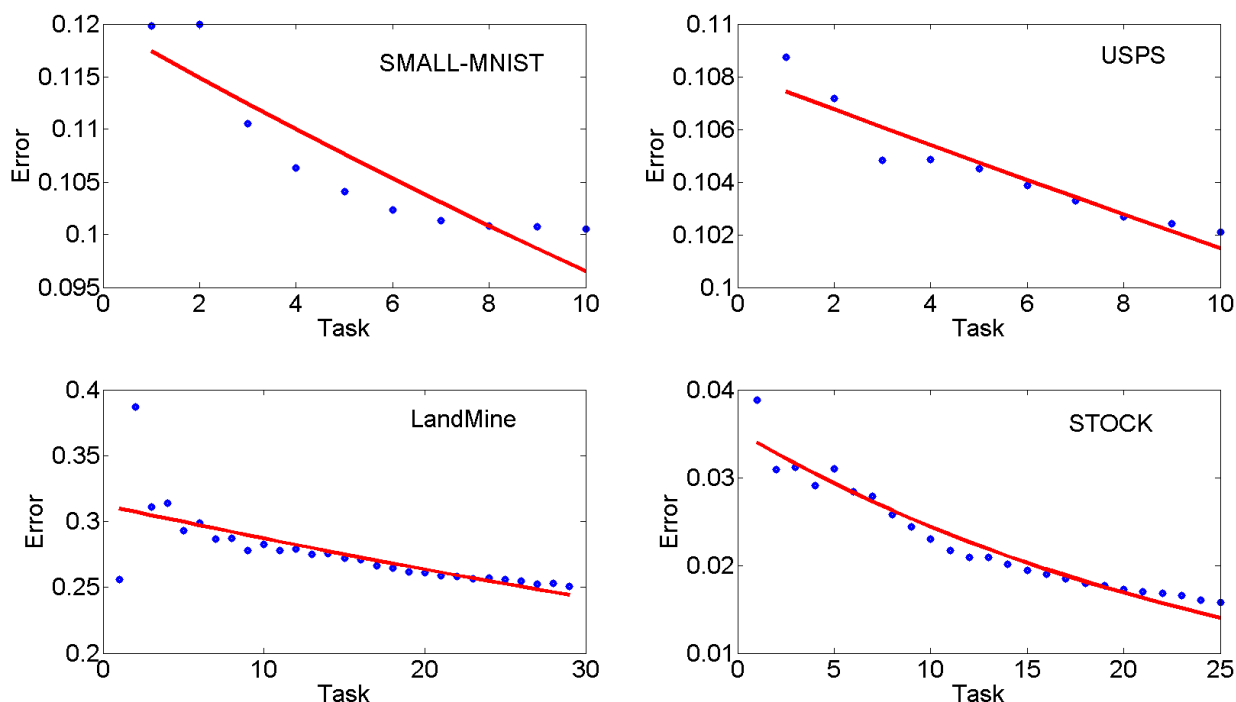 0.12
0.115
0.11
0.105
0.1
0.095
Error
SMALL-MNIST
0 2 4 6 8 10
Task
0.11
0.108
0.106
0.104
0.102
0.1
Error
USPS
0 2 4 6 8 10
Task
0.4
0.35
0.3
0.25
0.2
Error
LandMine
0 10 20 30
Task
0.04
0.03
0.02
0.01
Error
STOCK
0 5 10 15 20 25
Task